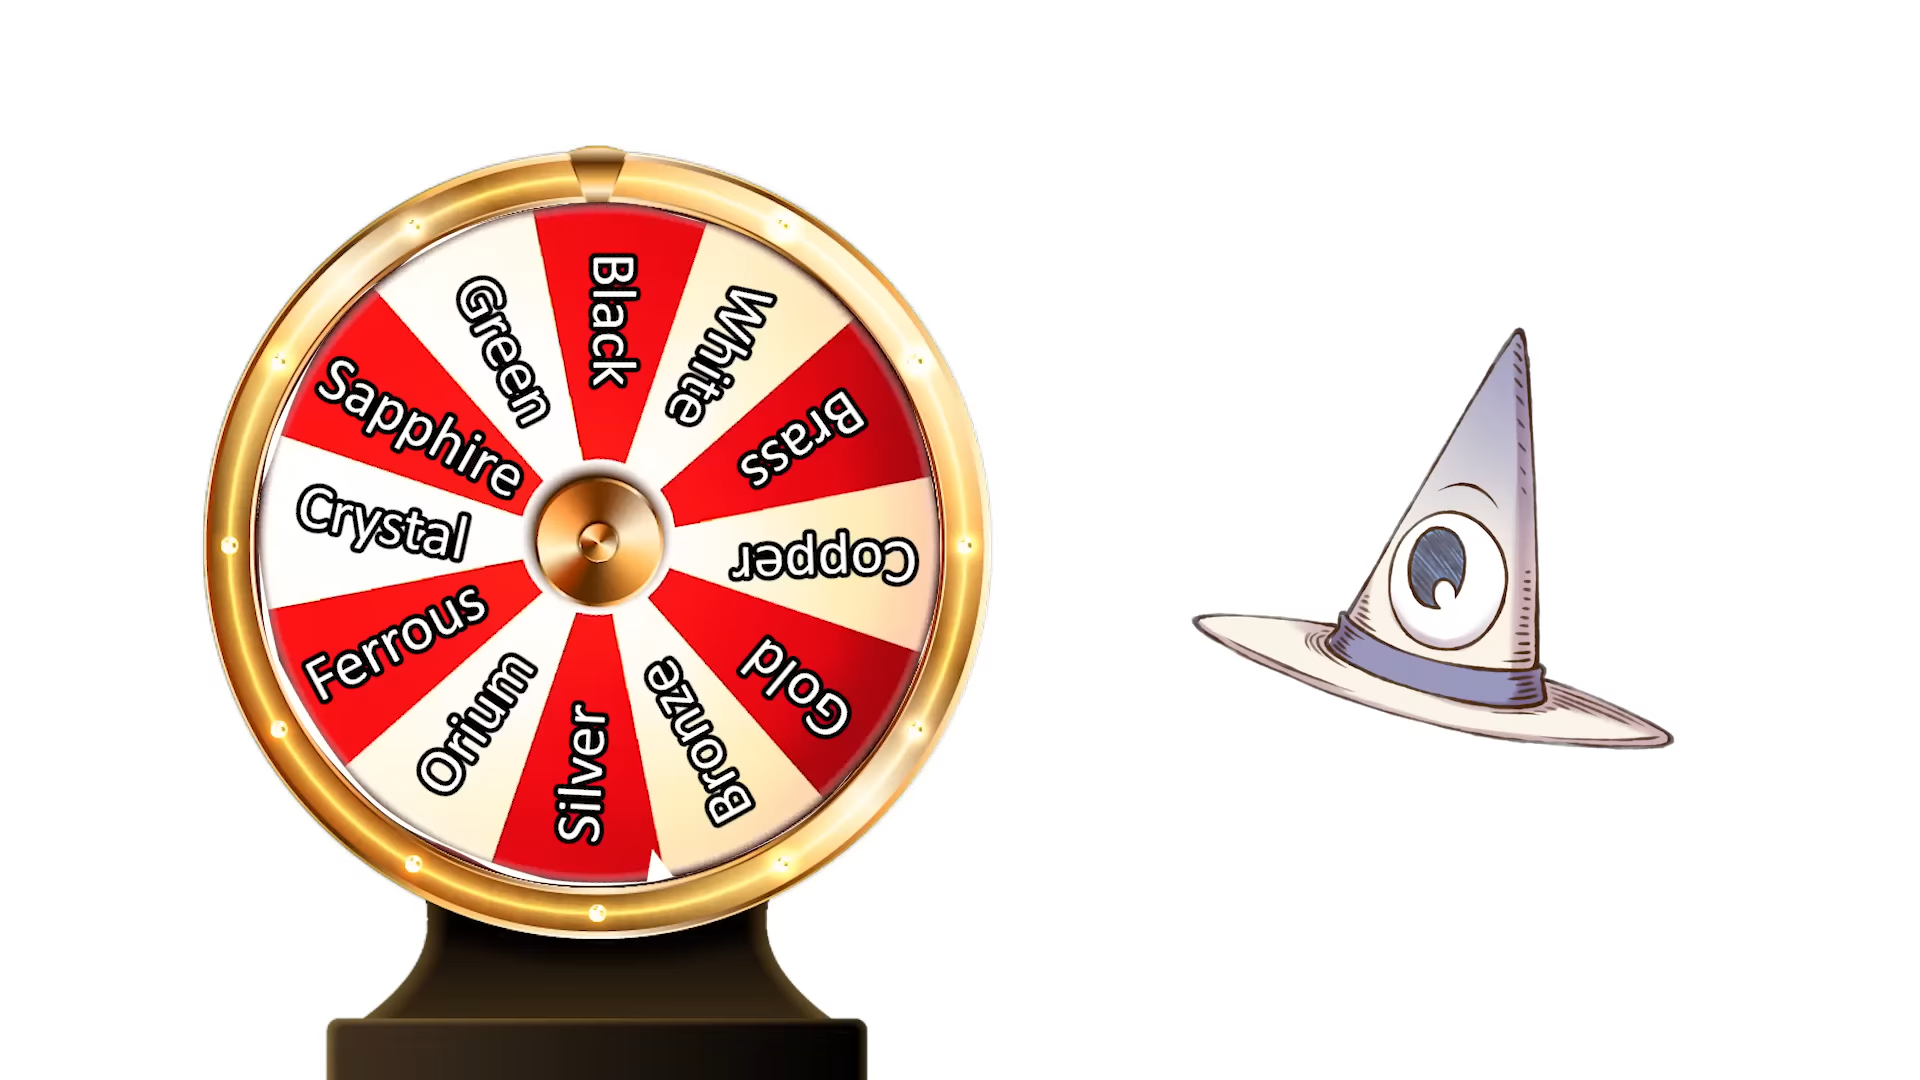 Black
White
Brass
Copper
Gold
Bronze
Silver
Orium
Ferrous
Crystal
Sapphire
Green